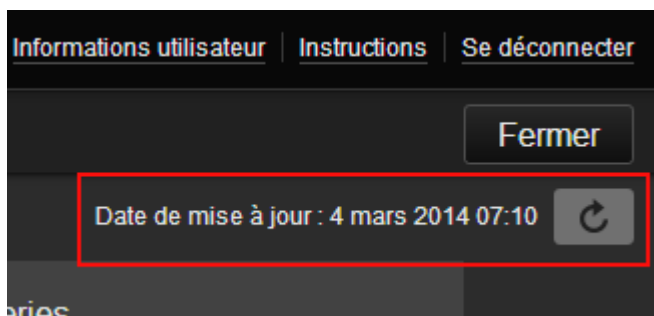 Informations utilisateur Instructions Se déconnecter
Fermer
Date de mise à jour : 4 mars 2014 07:10